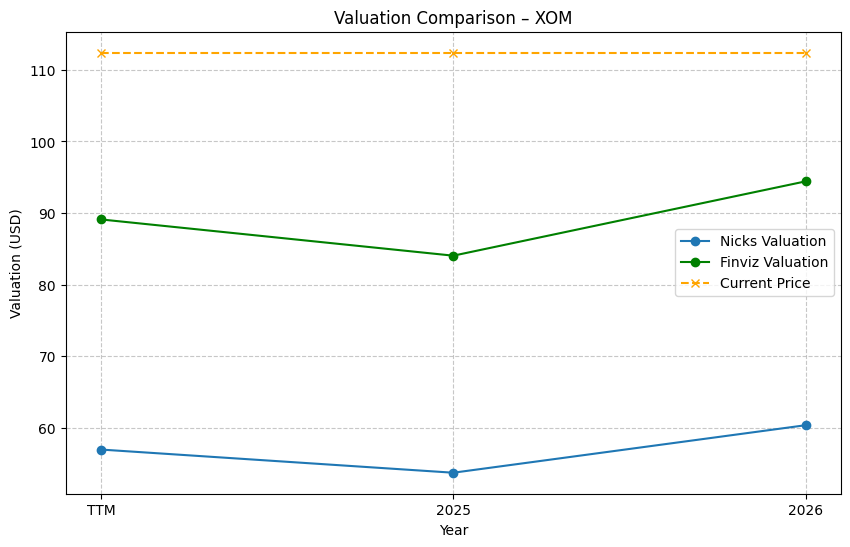 Valuation Comparison – XOM
Valuation (USD)
110
100
90
80
70
60
Nicks Valuation
Finviz Valuation
Current Price
TTM
2025
2026
Year